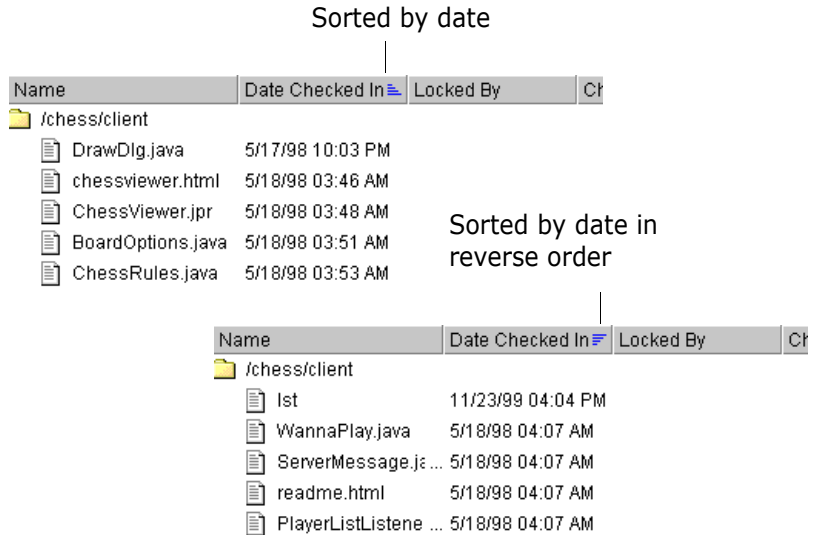 Sorted by date
Name Date Checked In Locked By Ch
/chess/client
DrawDlg.java 5/17/98 10:03 PM
chessviewer.html 5/18/98 03:46 AM
ChessViewer.jpr 5/18/98 03:48 AM
BoardOptions.java 5/18/98 03:51 AM
ChessRules.java 5/18/98 03:53 AM
Sorted by date in
reverse order
Name Date Checked In Locked By Ch
/chess/client
lst 11/23/99 04:04 PM
WannaPlay.java 5/18/98 04:07 AM
ServerMessage.ja... 5/18/98 04:07 AM
readme.html 5/18/98 04:07 AM
PlayerListListene ... 5/18/98 04:07 AM